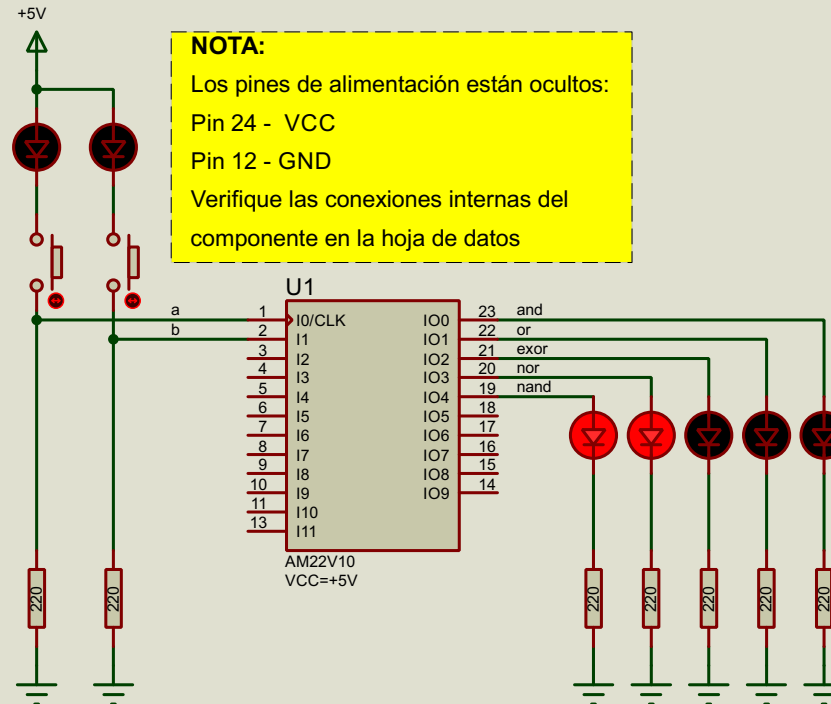 +5V
NOTA:
Los pines de alimentación están ocultos:
Pin 24 - VCC
Pin 12 - GND
Verifique las conexiones internas del
componente en la hoja de datos
U1
a 1 I0/CLK IO0 23 and
b 2 I1 IO1 22 or
3 I2 IO2 21 exor
4 I3 IO3 20 nor
5 I4 IO4 19 nand
6 I5 IO5 18
7 I6 IO6 17
8 I7 IO7 16
9 I8 IO8 15
10 I9 IO9 14
11 I10
13 I11
AM22V10
VCC=+5V
220 220 220 220 220 220 220